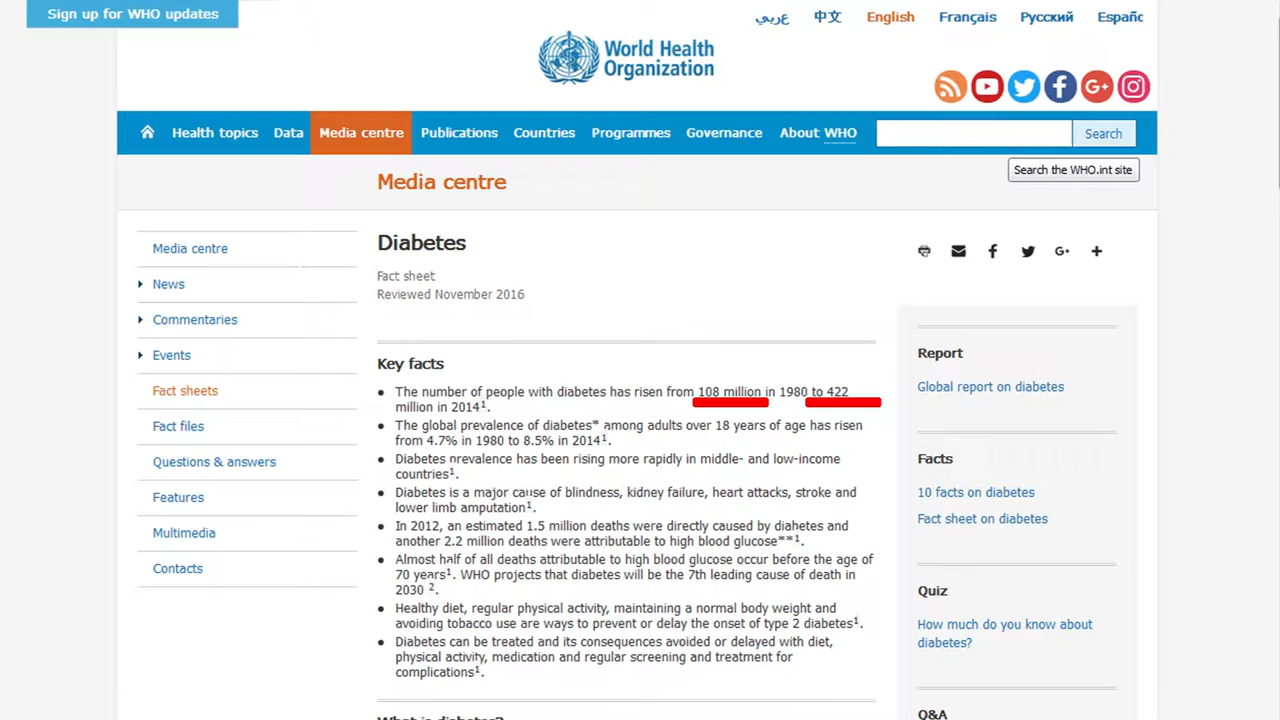 Sign up for WHO updates
عربي
中文
English
Français
Русский
Españo
World Health
Organization
Health topics
Data
Media centre
Publications
Countries
Programmes
Governance
About WHO
Search
Search the WHO.int site
Media centre
Media centre
News
Commentaries
Events
Fact sheets
Fact files
Questions & answers
Features
Multimedia
Contacts
Diabetes
Fact sheet
Reviewed November 2016
Key facts
The number of people with diabetes has risen from 108 million in 1980 to 422
million in 2014¹.
The global prevalence of diabetes* among adults over 18 years of age has risen
from 4.7% in 1980 to 8.5% in 2014¹.
Diabetes prevalence has been rising more rapidly in middle- and low-income
countries¹.
Diabetes is a major cause of blindness, kidney failure, heart attacks, stroke and
lower limb amputation¹.
In 2012, an estimated 1.5 million deaths were directly caused by diabetes and
another 2.2 million deaths were attributable to high blood glucose**¹.
Almost half of all deaths attributable to high blood glucose occur before the age of
70 years¹. WHO projects that diabetes will be the 7th leading cause of death in
2030 ².
Healthy diet, regular physical activity, maintaining a normal body weight and
avoiding tobacco use are ways to prevent or delay the onset of type 2 diabetes¹.
Diabetes can be treated and its consequences avoided or delayed with diet,
physical activity, medication and regular screening and treatment for
complications¹.
What is diabetes?
G+
G+
Report
Global report on diabetes
Facts
10 facts on diabetes
Fact sheet on diabetes
Quiz
How much do you know about
diabetes?
Q&A